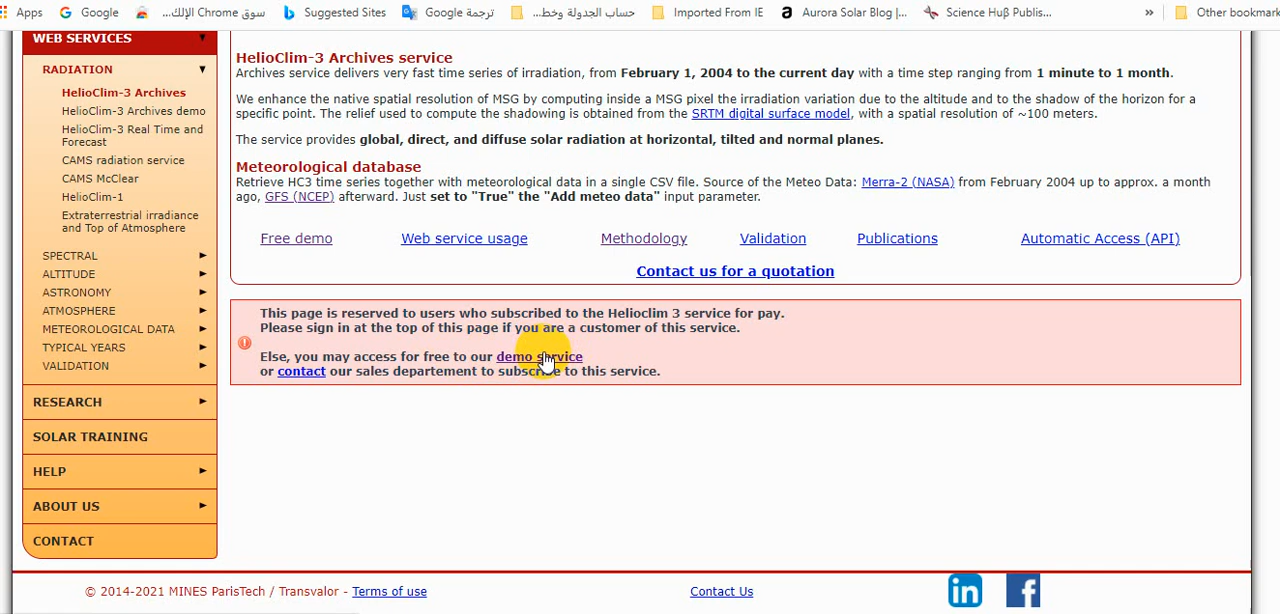 Apps
Google
سوق Chrome الإلك...
Suggested Sites
ترجمة Google
حساب الجدولة وخط...
Imported From IE
Aurora Solar Blog |...
Science Huβ Publis...
»
Other bookmark
WEB SERVICES
RADIATION
HelioClim-3 Archives
HelioClim-3 Archives demo
HelioClim-3 Real Time and
Forecast
CAMS radiation service
CAMS McClear
HelioClim-1
Extraterrestrial irradiance
and Top of Atmosphere
SPECTRAL
ALTITUDE
ASTRONOMY
ATMOSPHERE
METEOROLOGICAL DATA
TYPICAL YEARS
VALIDATION
RESEARCH
SOLAR TRAINING
HELP
ABOUT US
CONTACT
HelioClim-3 Archives service
Archives service delivers very fast time series of irradiation, from February 1, 2004 to the current day with a time step ranging from 1 minute to 1 month.
We enhance the native spatial resolution of MSG by computing inside a MSG pixel the irradiation variation due to the altitude and to the shadow of the horizon for a
specific point. The relief used to compute the shadowing is obtained from the SRTM digital surface model, with a spatial resolution of ~100 meters.
The service provides global, direct, and diffuse solar radiation at horizontal, tilted and normal planes.
Meteorological database
Retrieve HC3 time series together with meteorological data in a single CSV file. Source of the Meteo Data: Merra-2 (NASA) from February 2004 up to approx. a month
ago, GFS (NCEP) afterward. Just set to "True" the "Add meteo data" input parameter.
Free demo
Web service usage
Methodology
Validation
Publications
Automatic Access (API)
Contact us for a quotation
This page is reserved to users who subscribed to the Helioclim 3 service for pay.
Please sign in at the top of this page if you are a customer of this service.
Else, you may access for free to our demo service
or contact our sales departement to subscribe to this service.
© 2014-2021 MINES ParisTech / Transvalor - Terms of use
Contact Us